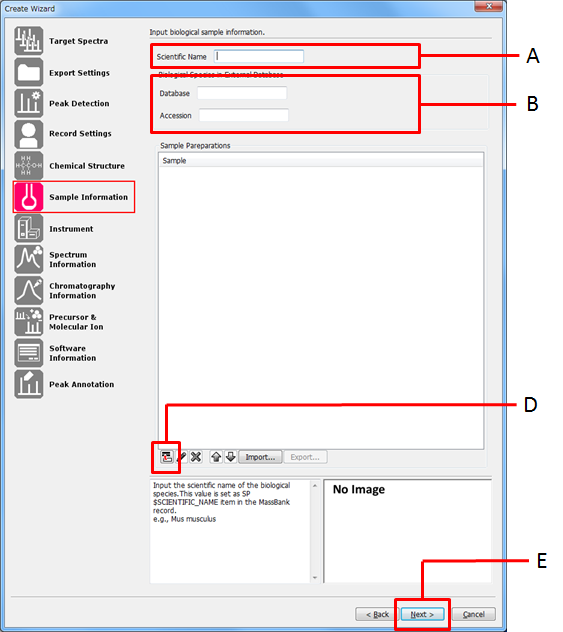 Create Wizard
Target Spectra
Export Settings
Peak Detection
Record Settings
Chemical Structure
Sample Information
Instrument
Spectrum
Information
Chromatography
Information
Precursor &
Molecular Ion
Software
Information
Peak Annotation
Input biological sample information.
Scientific Name
A
Biological Species in External Database
Database
B
Accession
Sample Pareparations
Sample
D
Import...
Export...
Input the scientific name of the biological
species.This value is set as SP
$SCIENTIFIC_NAME item in the MassBank
record.
e.g., Mus musculus
No Image
E
< Back
Next >
Cancel